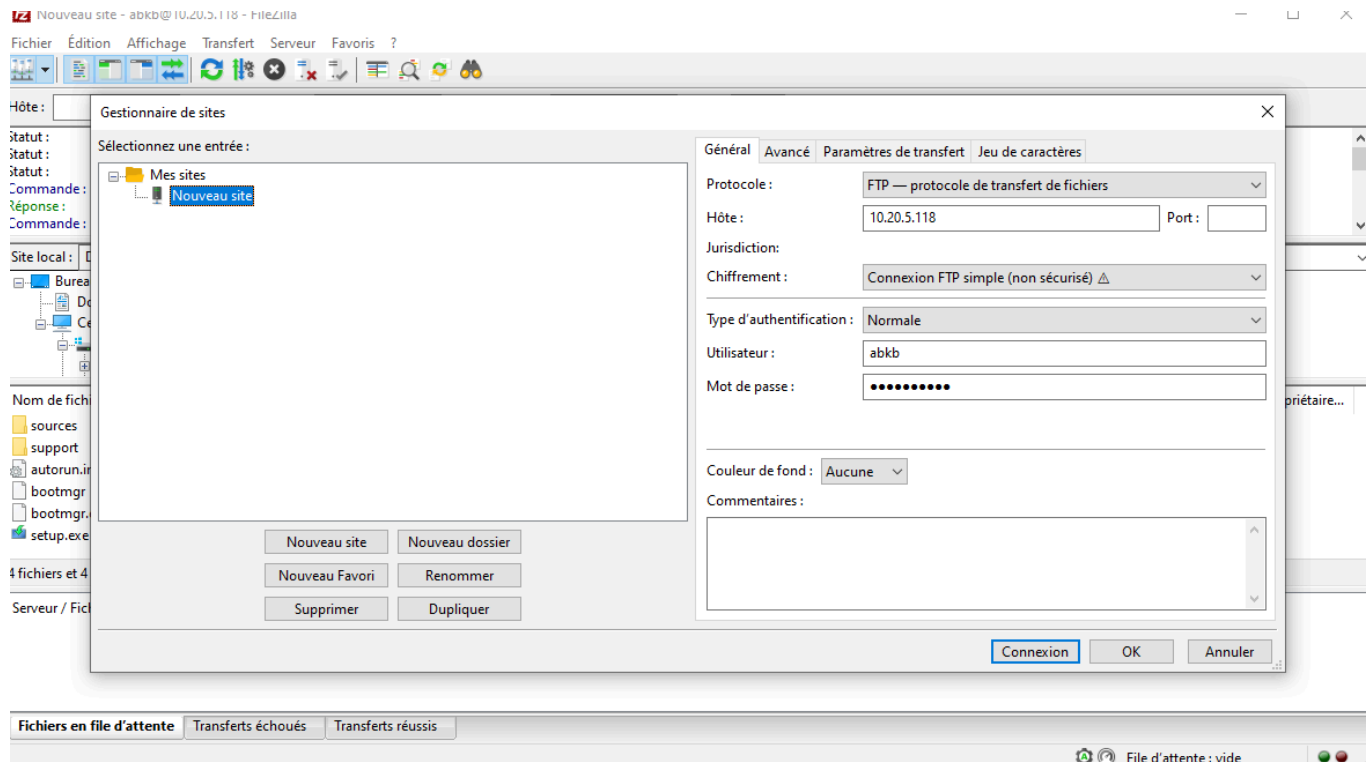 Nouveau site - abkb@10.20.5.118 - FileZilla
Fichier Édition Affichage Transfert Serveur Favoris ?
Hôte :
Gestionnaire de sites
Statut :
Statut :
Statut :
Commande :
Réponse :
Commande :
Sélectionnez une entrée :
Mes sites
Nouveau site
Général Avancé Paramètres de transfert Jeu de caractères
Protocole : FTP — protocole de transfert de fichiers
Hôte : 10.20.5.118 Port :
Jurisdiction:
Chiffrement : Connexion FTP simple (non sécurisé) ⚠
Type d'authentification : Normale
Utilisateur : abkb
Mot de passe : ●●●●●●●●●●
Couleur de fond : Aucune
Commentaires :
Site local : D
Burea
Do
Ce
Nom de fichi
priétaire...
sources
support
autorun.in
bootmgr
bootmgr.
setup.exe
4 fichiers et 4
Serveur / Fich
Nouveau site Nouveau dossier
Nouveau Favori Renommer
Supprimer Dupliquer
Connexion OK Annuler
Fichiers en file d'attente Transferts échoués Transferts réussis
File d'attente : vide